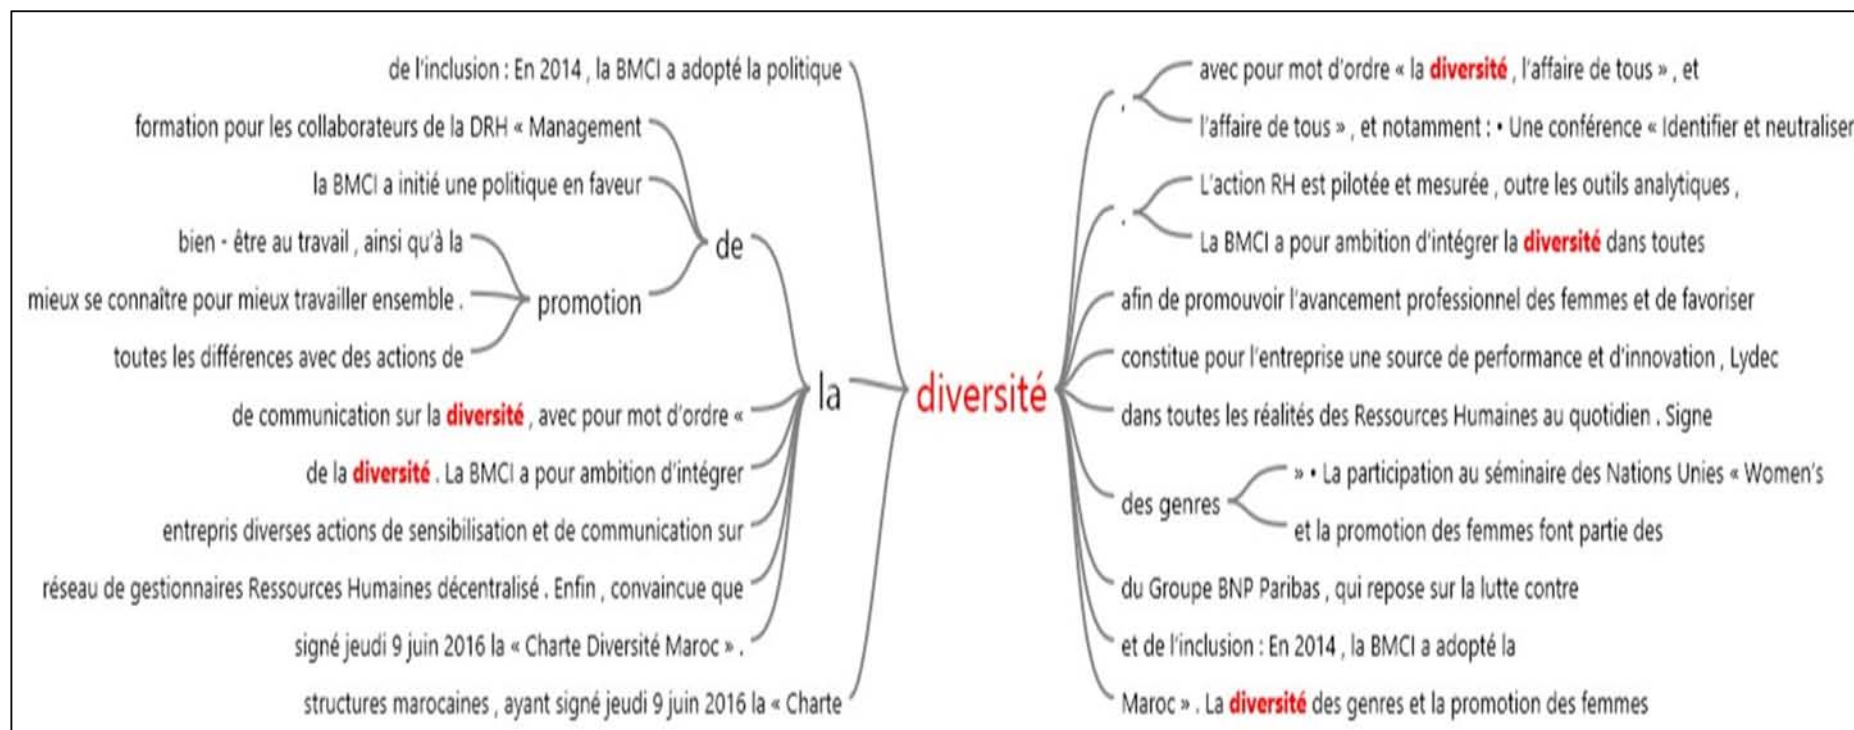 de l'inclusion : En 2014 , la BMCI a adopté la politique
formation pour les collaborateurs de la DRH « Management
la BMCI a initié une politique en faveur
bien - être au travail , ainsi qu'à la
mieux se connaître pour mieux travailler ensemble .
toutes les différences avec des actions de
promotion
de
de communication sur la diversité , avec pour mot d'ordre «
de la diversité . La BMCI a pour ambition d'intégrer
entrepris diverses actions de sensibilisation et de communication sur
réseau de gestionnaires Ressources Humaines décentralisé . Enfin , convaincue que
signé jeudi 9 juin 2016 la « Charte Diversité Maroc » .
la
structures marocaines , ayant signé jeudi 9 juin 2016 la « Charte
diversité
,
avec pour mot d'ordre « la diversité , l'affaire de tous » , et
l'affaire de tous » , et notamment : • Une conférence « Identifier et neutraliser
.
L'action RH est pilotée et mesurée , outre les outils analytiques ,
La BMCI a pour ambition d'intégrer la diversité dans toutes
afin de promouvoir l'avancement professionnel des femmes et de favoriser
constitue pour l'entreprise une source de performance et d'innovation , Lydec
dans toutes les réalités des Ressources Humaines au quotidien . Signe
des genres
» • La participation au séminaire des Nations Unies « Women's
et la promotion des femmes font partie des
du Groupe BNP Paribas , qui repose sur la lutte contre
et de l'inclusion : En 2014 , la BMCI a adopté la
Maroc » . La diversité des genres et la promotion des femmes